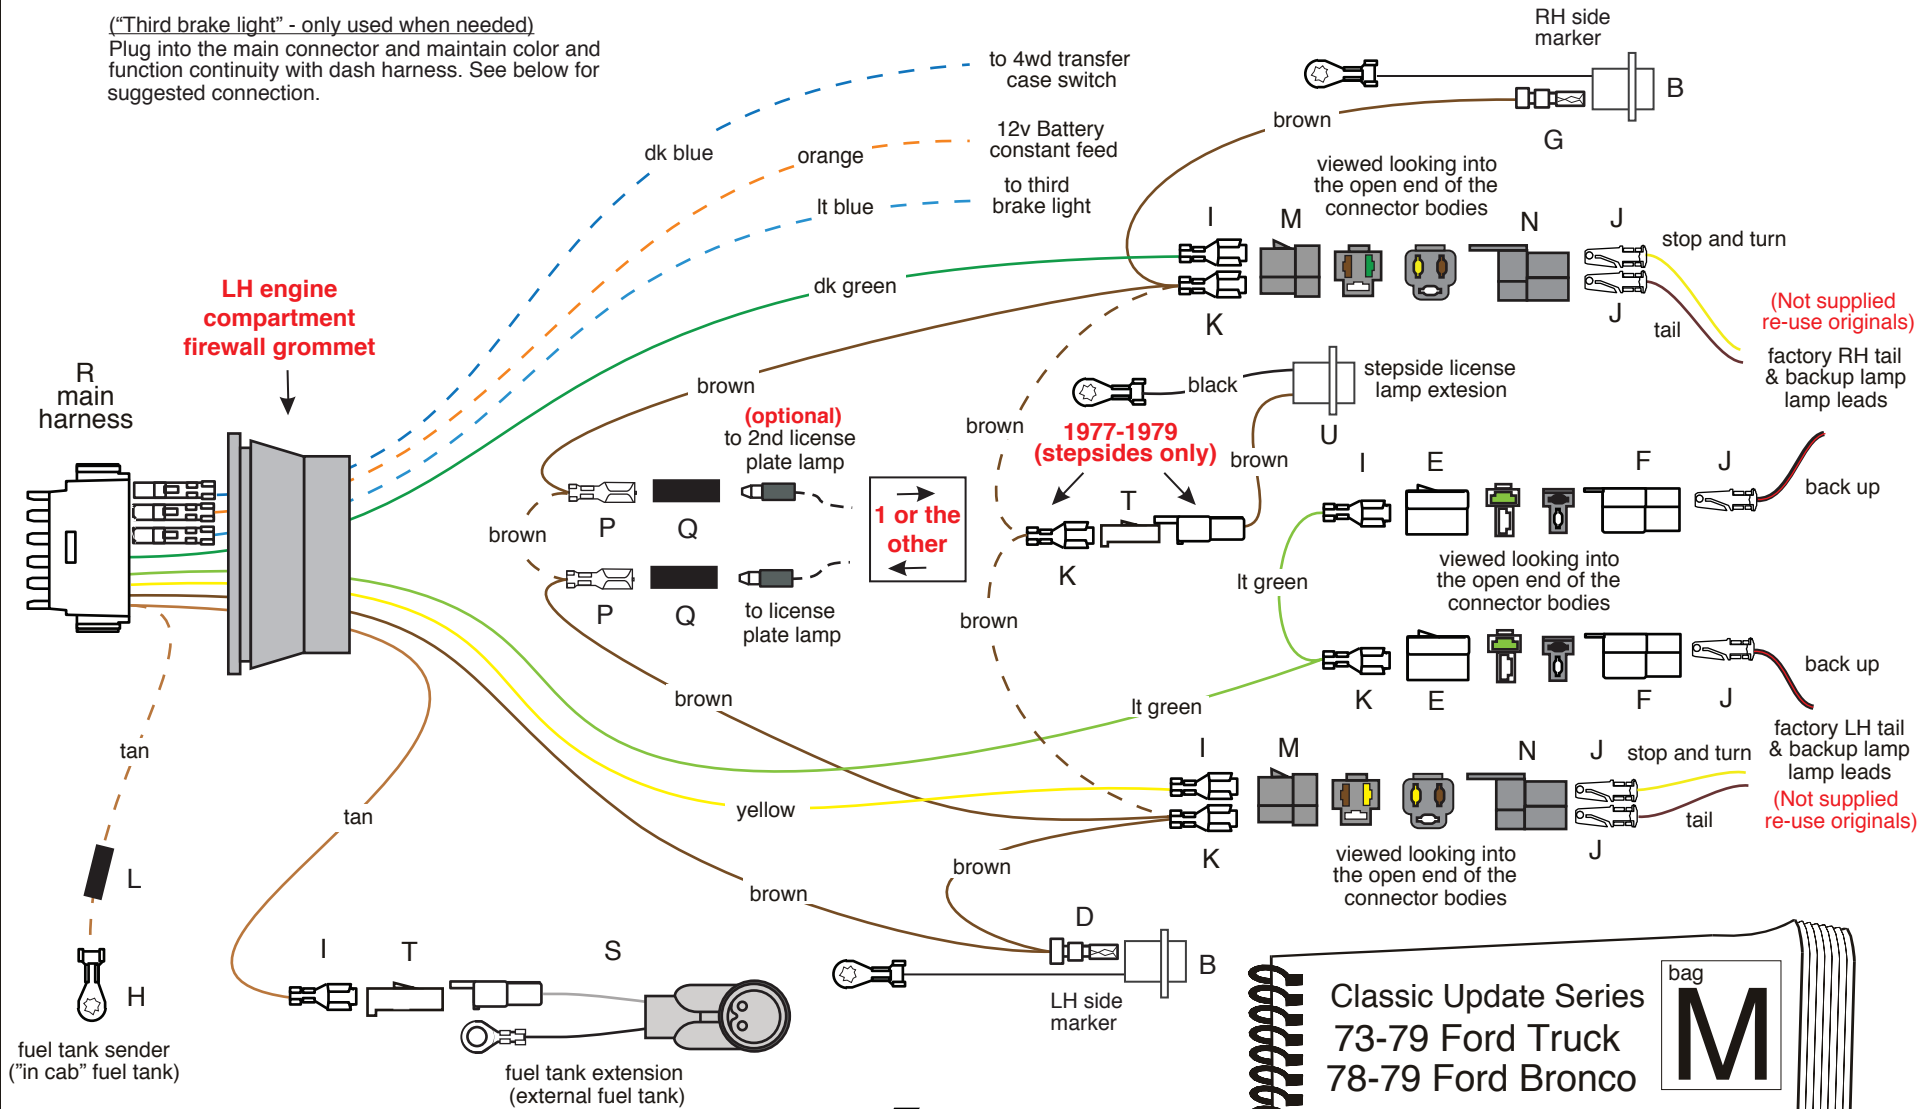 ("Third brake light" - only used when needed)
Plug into the main connector and maintain color and
function continuity with dash harness. See below for
suggested connection.
to 4wd transfer
case switch
12v Battery
constant feed
to third
brake light
dk blue
orange
lt blue
dk green
RH side
marker
B
G
brown
viewed looking into
the open end of the
connector bodies
I
M
N
J
stop and turn
K
J
tail
(Not supplied
re-use originals)
factory RH tail
& backup lamp
lamp leads
LH engine
compartment
firewall grommet
R
main
harness
brown
(optional)
to 2nd license
plate lamp
P
Q
1 or the
other
brown
P
Q
to license
plate lamp
black
stepside license
lamp extesion
U
brown
1977-1979
(stepsides only)
brown
K
T
brown
I
E
F
J
back up
viewed looking into
the open end of the
connector bodies
lt green
K
E
F
J
back up
lt green
brown
factory LH tail
& backup lamp
lamp leads
(Not supplied
re-use originals)
I
M
N
J
stop and turn
K
J
tail
yellow
viewed looking into
the open end of the
connector bodies
brown
brown
D
B
LH side
marker
tan
tan
L
H
fuel tank sender
("in cab" fuel tank)
I
T
S
fuel tank extension
(external fuel tank)
Classic Update Series
73-79 Ford Truck
78-79 Ford Bronco
bag
M